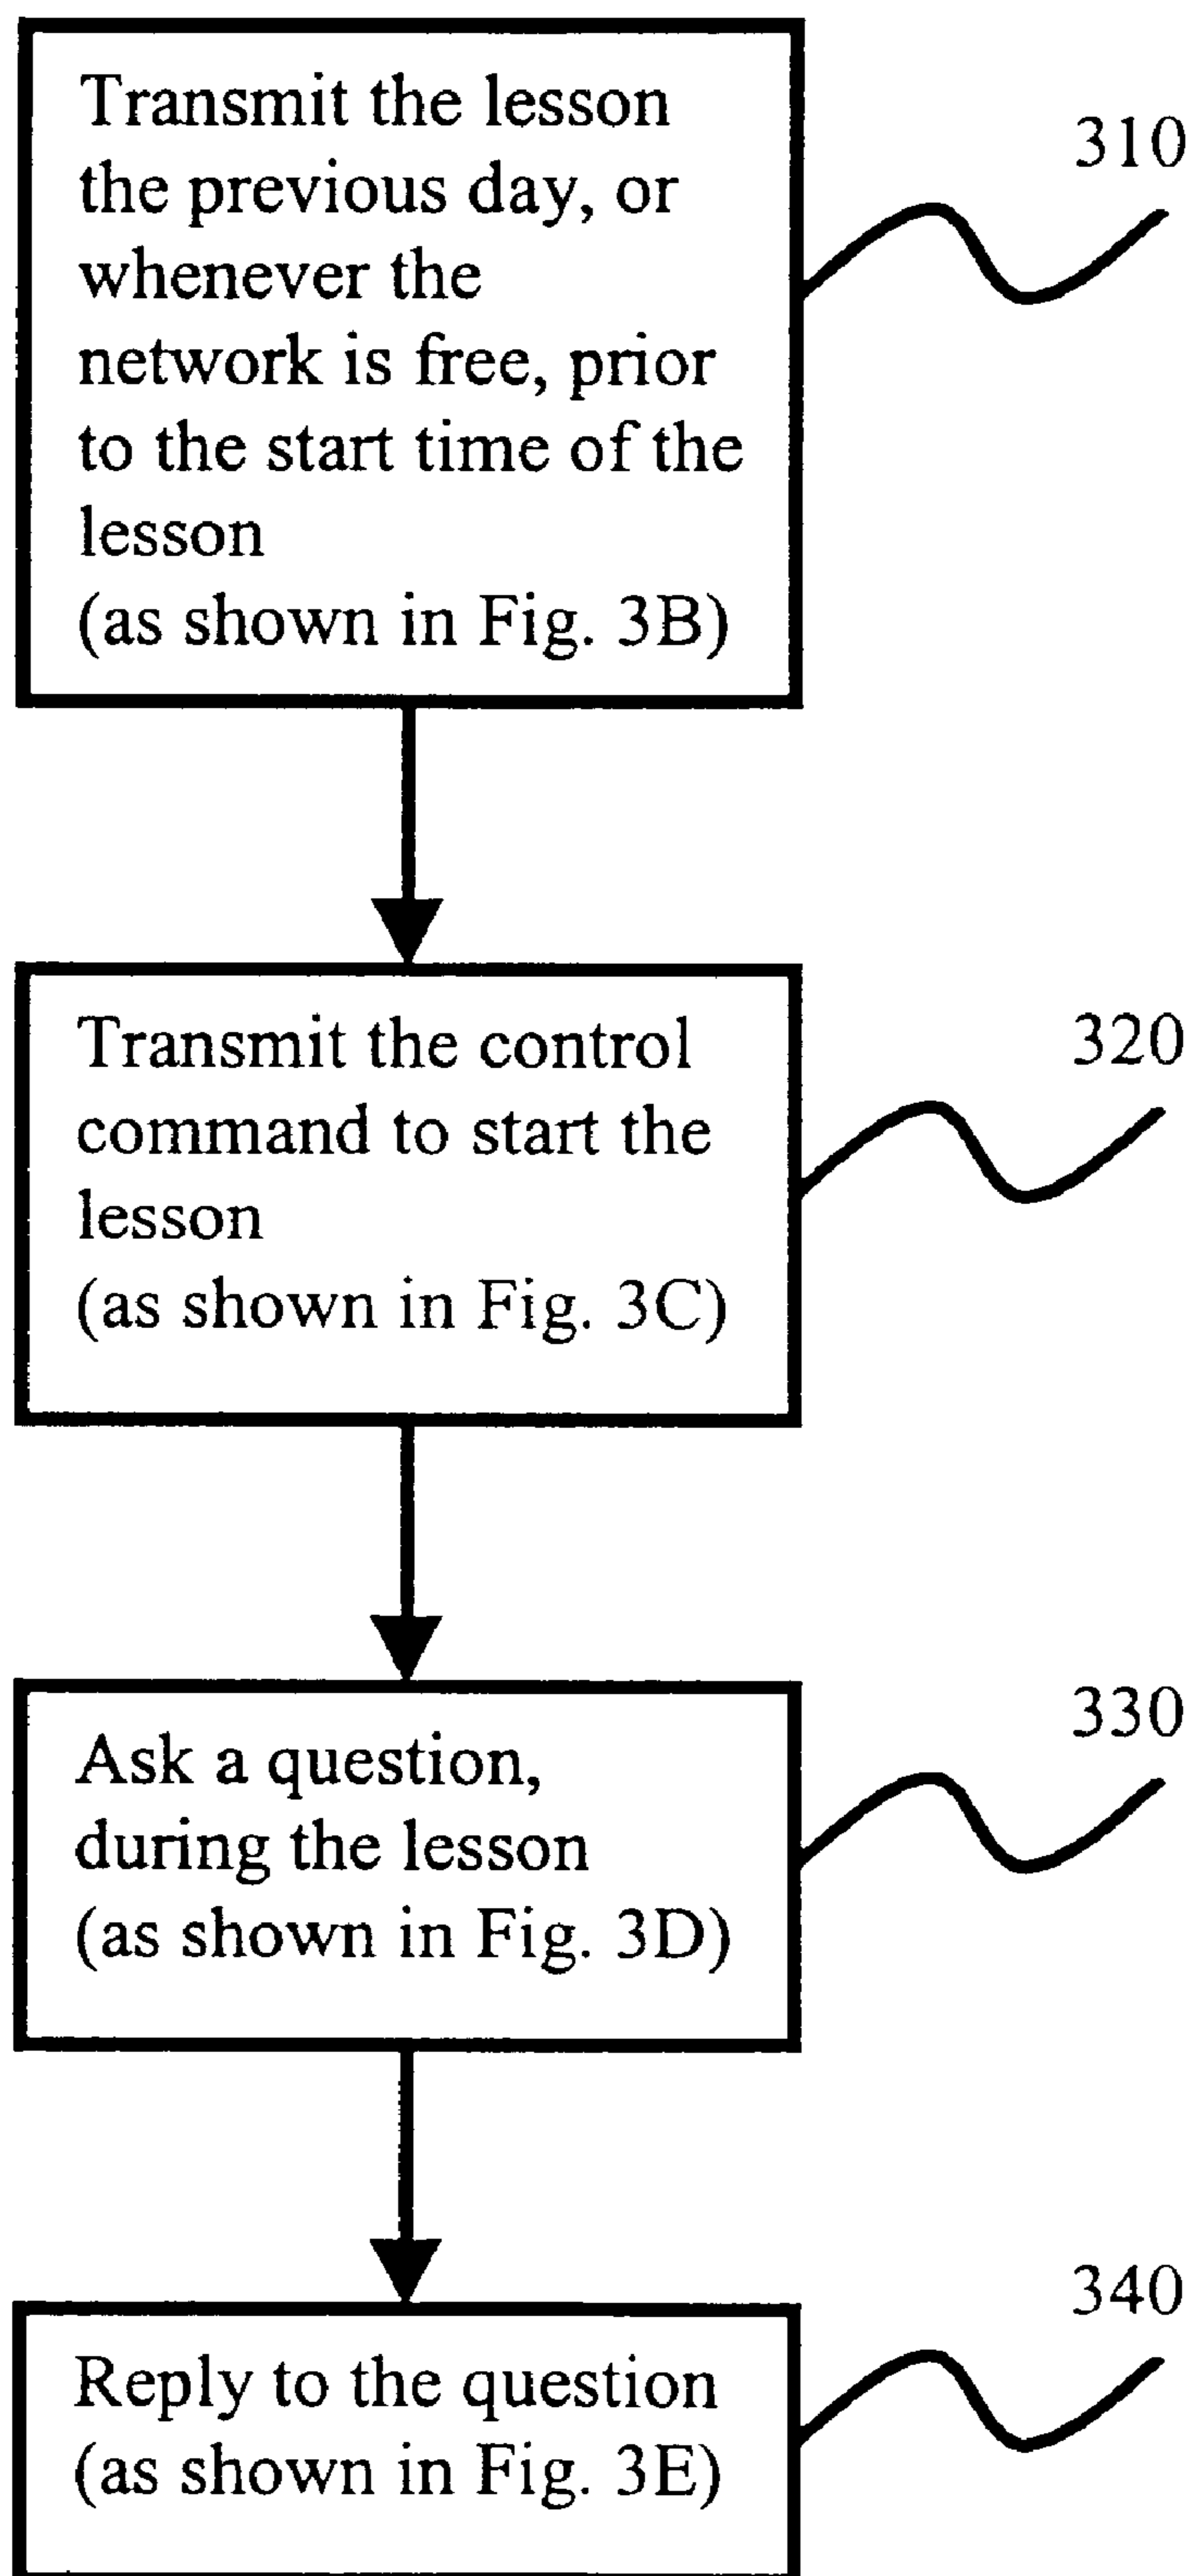 Transmit the lesson
the previous day, or
whenever the
network is free, prior
to the start time of the
lesson
(as shown in Fig. 3B)
310
Transmit the control
command to start the
lesson
(as shown in Fig. 3C)
320
Ask a question,
during the lesson
(as shown in Fig. 3D)
330
Reply to the question
(as shown in Fig. 3E)
340